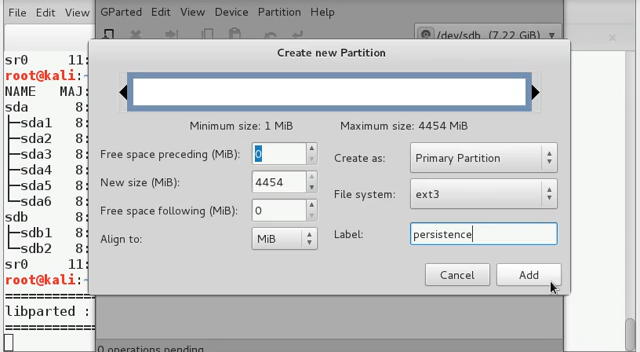 GParted Edit View Device Partition Help
File Edit V
/dev/sdb (7.22 GiB)
Create new Partition
sr0 11:
root@kali:~
NAME MAJ:
sda 8:
sda1 8:
sda2 8:
sda3 8:
sda4 8:
sda5 8:
sda6 8:
sdb 8:
sdb1 8:
sdb2 8:
sr0 11:
root@kali:~
==========
libparted :
==========
Minimum size: 1 MiB Maximum size: 4454 MiB
Free space preceding (MiB): 0 Create as: Primary Partition
New size (MiB): 4454 File system: ext3
Free space following (MiB): 0
Align to: MiB Label: persistence
Cancel Add
0 operations pending